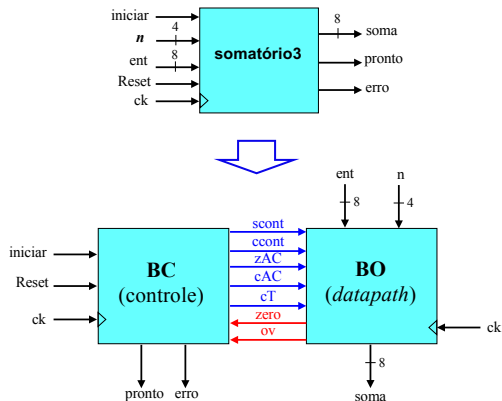 iniciar
n
4
ent
8
Reset
ck
somatório3
8
soma
pronto
erro
ent
n
8
4
scont
ccont
zAC
cAC
cT
zero
ov
iniciar
Reset
ck
BC
(controle)
BO
(datapath)
ck
pronto
erro
8
soma